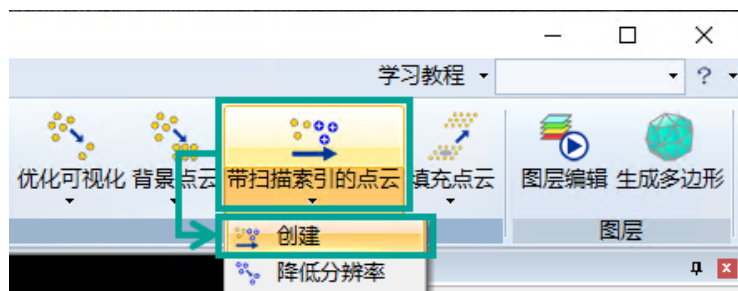 学习教程
?
优化可视化 背景点云 带扫描索引的点云 填充点云 图层编辑 生成多边形
创建 图层
降低分辨率